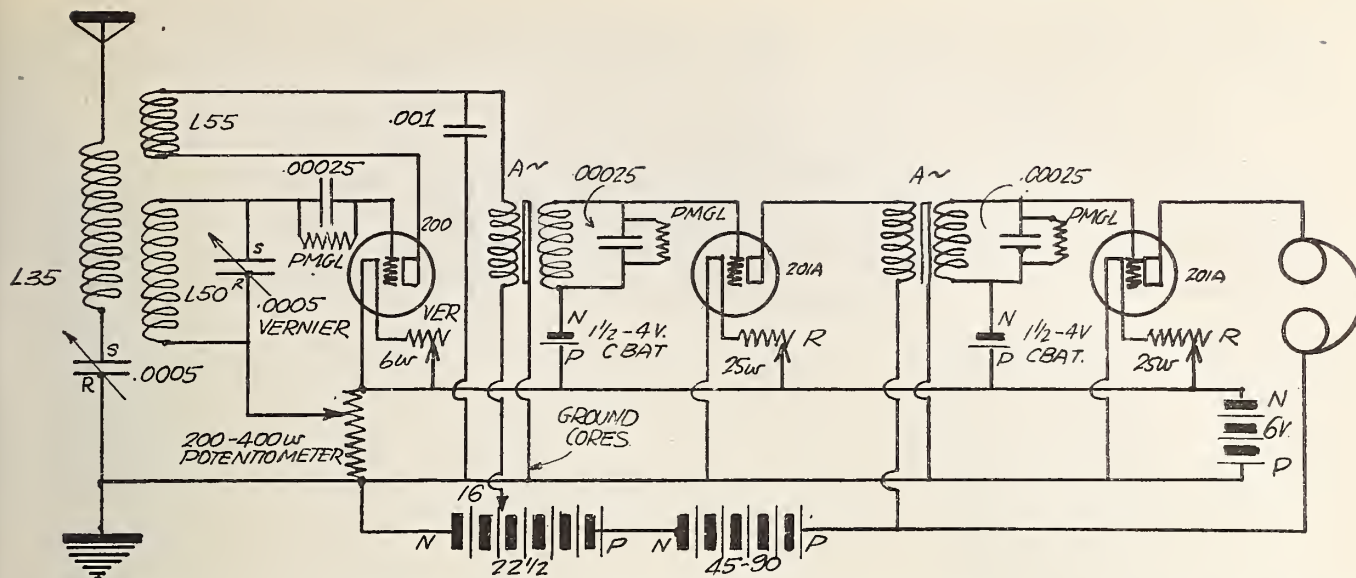 L55
.001
A~
.00025
PMGL
A~
.00025
PMGL
.00025
PMGL
200
L35
L50
S
R
.0005
VERNIER
VER
6w
N
P
1½-4V.
C BAT.
201A
R
25w
N
P
1½-4V.
CBAT.
201A
R
25w
S
R
.0005
200-400w
POTENTIOMETER
GROUND
CORES
N
6V.
P
16
N
P
22½
N
P
45-90